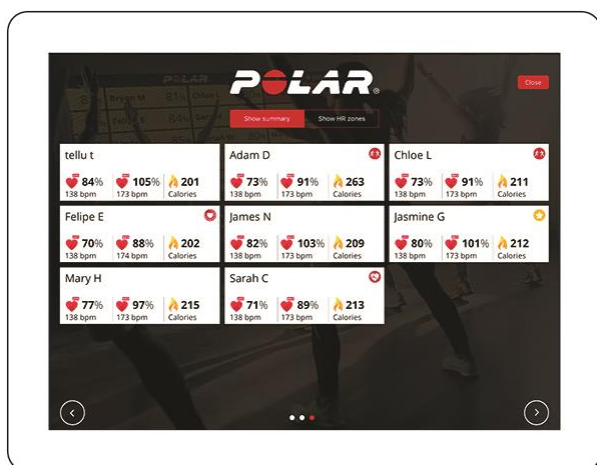 POLAR®
Close
Show summary Show HR zones
tellu t
84% 105% 201
138 bpm 173 bpm Calories
Adam D
73% 91% 263
138 bpm 173 bpm Calories
Chloe L
73% 91% 211
138 bpm 173 bpm Calories
Felipe E
70% 88% 202
138 bpm 174 bpm Calories
James N
82% 103% 209
138 bpm 173 bpm Calories
Jasmine G
80% 101% 212
138 bpm 173 bpm Calories
Mary H
77% 97% 215
138 bpm 173 bpm Calories
Sarah C
71% 89% 213
138 bpm 173 bpm Calories